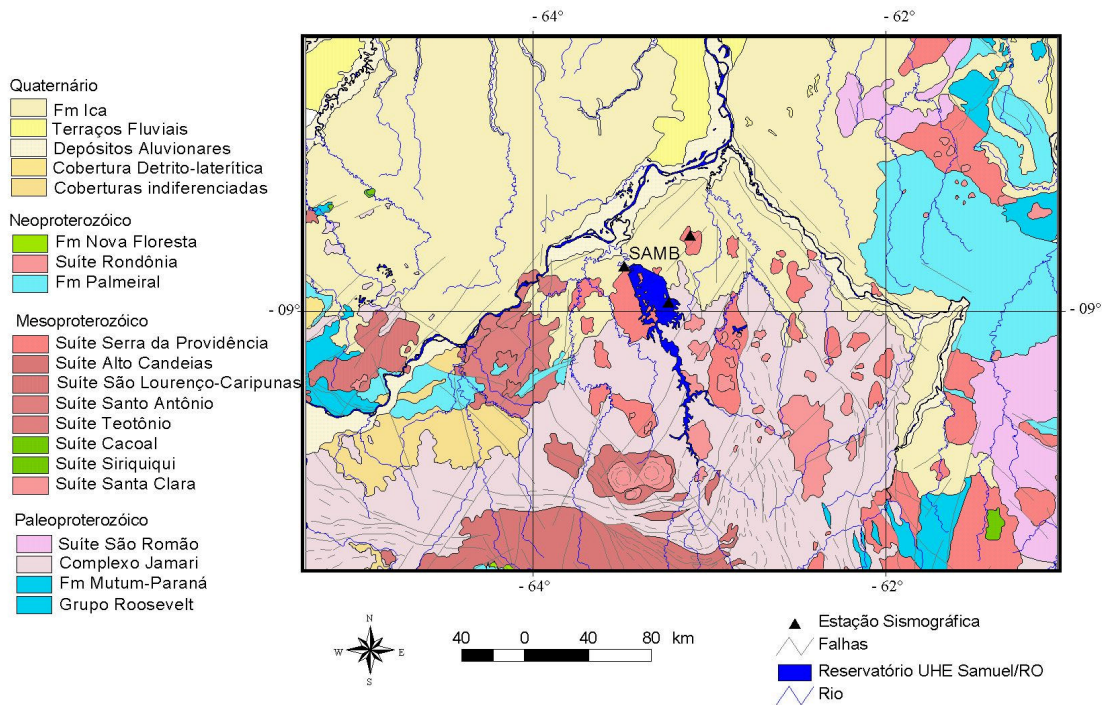 - 64°
- 62°
Quaternário
Fm Ica
Terraços Fluviais
Depósitos Aluvionares
Cobertura Detrito-laterítica
Coberturas indiferenciadas
Neoproterozóico
Fm Nova Floresta
Suíte Rondônia
Fm Palmeiral
Mesoproterozóico
Suíte Serra da Providência
Suíte Alto Candeias
Suíte São Lourenço-Caripunas
Suíte Santo Antônio
Suíte Teotônio
Suíte Cacoal
Suíte Siriquiqui
Suíte Santa Clara
Paleoproterozóico
Suíte São Romão
Complexo Jamari
Fm Mutum-Paraná
Grupo Roosevelt
SAMB
- 09°
- 09°
- 64°
- 62°
N
W
E
S
40 0 40 80 km
Estação Sismográfica
Falhas
Reservatório UHE Samuel/RO
Rio